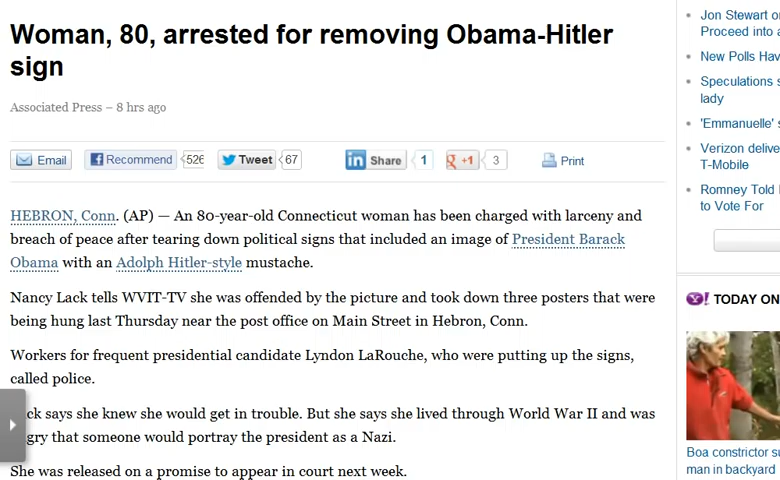 Woman, 80, arrested for removing Obama-Hitler
sign
Associated Press – 8 hrs ago
Email
Recommend 526
Tweet 67
in Share 1
g +1 3
Print
HEBRON, Conn. (AP) — An 80-year-old Connecticut woman has been charged with larceny and
breach of peace after tearing down political signs that included an image of President Barack
Obama with an Adolph Hitler-style mustache.
Nancy Lack tells WVIT-TV she was offended by the picture and took down three posters that were
being hung last Thursday near the post office on Main Street in Hebron, Conn.
Workers for frequent presidential candidate Lyndon LaRouche, who were putting up the signs,
called police.
ck says she knew she would get in trouble. But she says she lived through World War II and was
gry that someone would portray the president as a Nazi.
She was released on a promise to appear in court next week.
Jon Stewart
Proceed into
New Polls
Speculations
lady
'Emmanuelle'
Verizon
T-Mobile
Romney Told
to Vote For
Y! TODAY ON
Boa constrictor
man in backyard